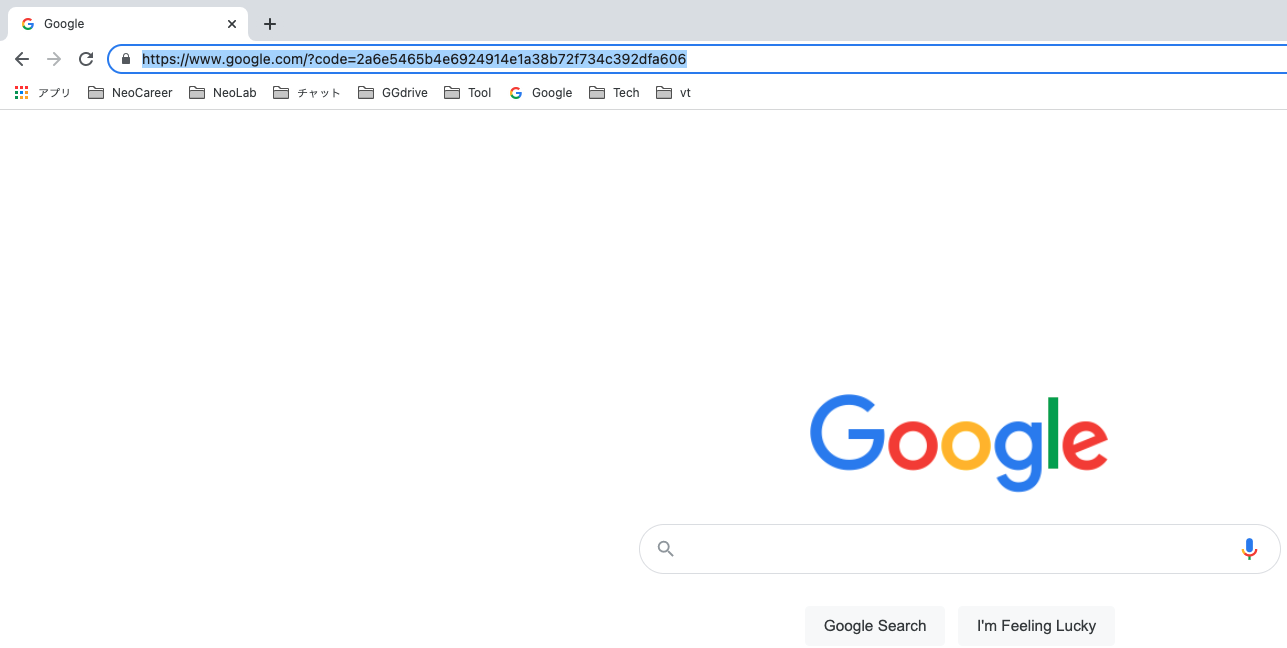 Google
https://www.google.com/?code=2a6e5465b4e6924914e1a38b72f734c392dfa606
アプリ NeoCareer NeoLab チャット GGdrive Tool Google Tech vt
Google
Google Search I'm Feeling Lucky